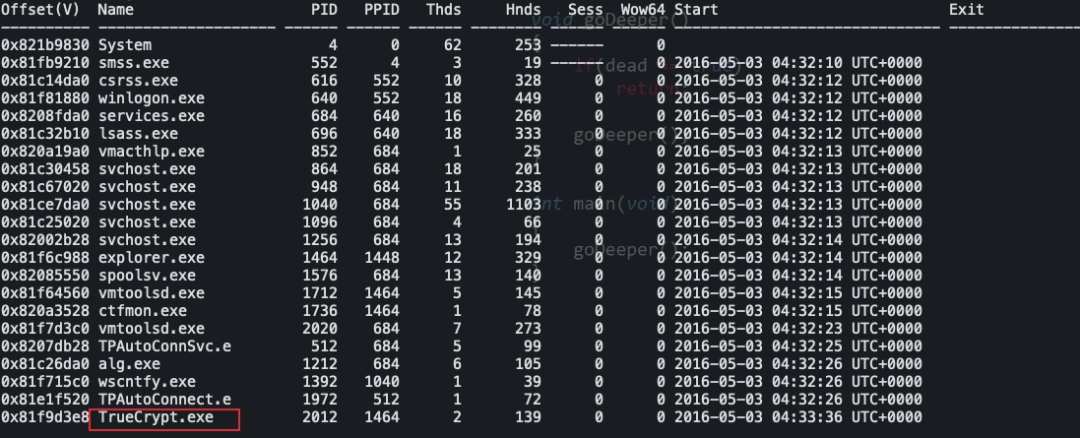 Offset(V) Name PID PPID Thds Hnds Sess Wow64 Start Exit
---------- -------------------- ------ ------ ------ -------- ------ ------ ------------------------------ ------------------------------
void goDeeper()
0x821b9830 System 4 0 62 253 ------ 0
0x81fb9210 smss.exe 552 4 3 19 ------ 0 2016-05-03 04:32:10 UTC+0000
if(dead
0x81c14da0 csrss.exe 616 552 10 328 0 0 2016-05-03 04:32:12 UTC+0000
return
0x81f81880 winlogon.exe 640 552 18 449 0 0 2016-05-03 04:32:12 UTC+0000
0x8208fda0 services.exe 684 640 16 260 0 0 2016-05-03 04:32:12 UTC+0000
0x81c32b10 lsass.exe 696 640 18 333 0 0 2016-05-03 04:32:12 UTC+0000
goDeeper();
0x820a19a0 vmacthlp.exe 852 684 1 25 0 0 2016-05-03 04:32:13 UTC+0000
0x81c30458 svchost.exe 864 684 18 201 0 0 2016-05-03 04:32:13 UTC+0000
0x81c67020 svchost.exe 948 684 11 238 0 0 2016-05-03 04:32:13 UTC+0000
0x81ce7da0 svchost.exe 1040 684 55 1103 0 0 2016-05-03 04:32:13 UTC+0000
int main(void)
0x81c25020 svchost.exe 1096 684 4 66 0 0 2016-05-03 04:32:13 UTC+0000
0x82002b28 svchost.exe 1256 684 13 194 0 0 2016-05-03 04:32:14 UTC+0000
goDeeper();
0x81f6c988 explorer.exe 1464 1448 12 329 0 0 2016-05-03 04:32:14 UTC+0000
0x82085550 spoolsv.exe 1576 684 13 140 0 0 2016-05-03 04:32:14 UTC+0000
0x81f64560 vmtoolsd.exe 1712 1464 5 145 0 0 2016-05-03 04:32:15 UTC+0000
0x820a3528 ctfmon.exe 1736 1464 1 78 0 0 2016-05-03 04:32:15 UTC+0000
0x81f7d3c0 vmtoolsd.exe 2020 684 7 273 0 0 2016-05-03 04:32:23 UTC+0000
0x8207db28 TPAutoConnSvc.e 512 684 5 99 0 0 2016-05-03 04:32:25 UTC+0000
0x81c26da0 alg.exe 1212 684 6 105 0 0 2016-05-03 04:32:26 UTC+0000
0x81f715c0 wscntfy.exe 1392 1040 1 39 0 0 2016-05-03 04:32:26 UTC+0000
0x81e1f520 TPAutoConnect.e 1972 512 1 72 0 0 2016-05-03 04:32:26 UTC+0000
0x81f9d3e8 TrueCrypt.exe 2012 1464 2 139 0 0 2016-05-03 04:33:36 UTC+0000